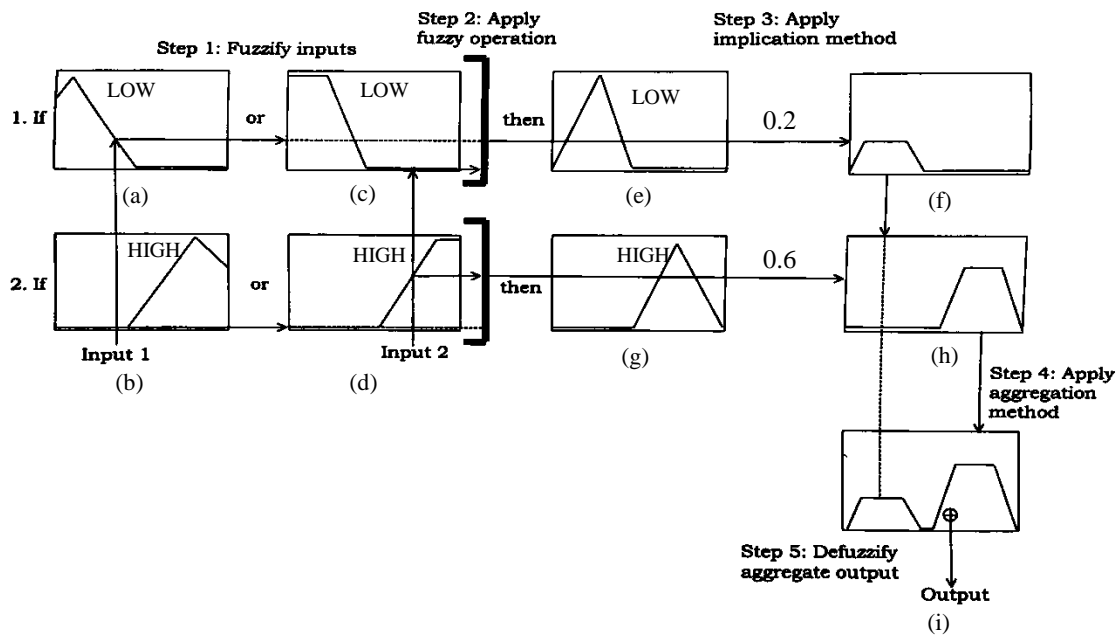 Step 1: Fuzzify inputs
Step 2: Apply
fuzzy operation
Step 3: Apply
implication method
1. If
LOW
or
LOW
then
LOW
0.2
(a)
(c)
(e)
(f)
2. If
HIGH
or
HIGH
then
HIGH
0.6
Input 1
Input 2
(b)
(d)
(g)
(h)
Step 4: Apply
aggregation
method
Step 5: Defuzzify
aggregate output
Output
(i)